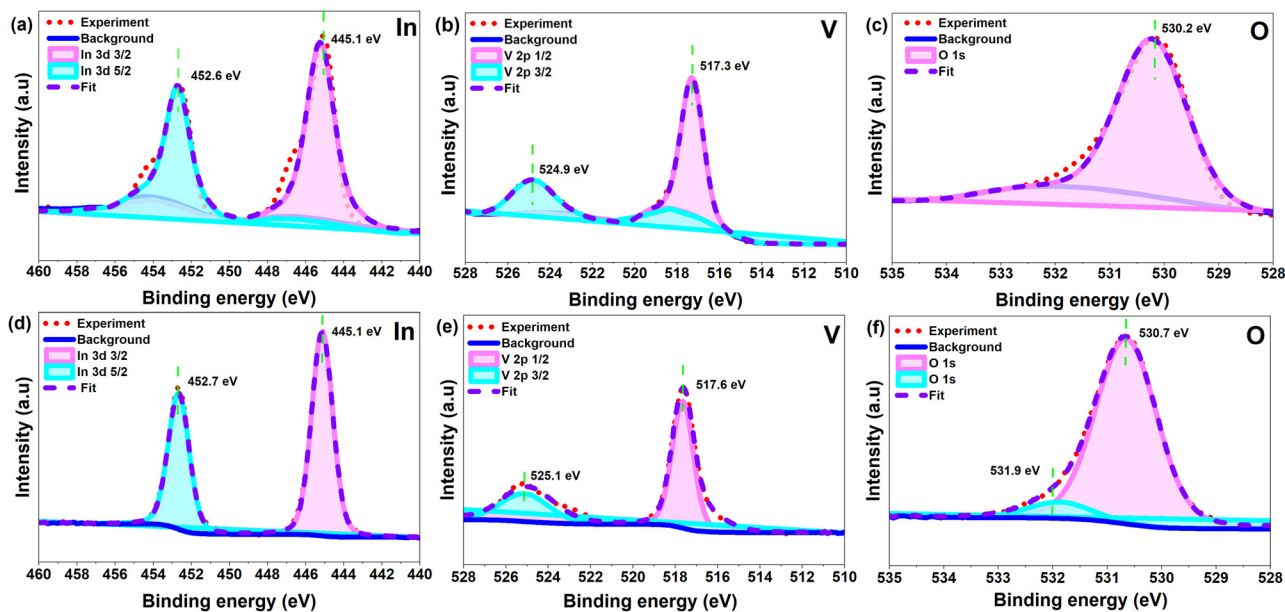 (a)
Experiment
Background
In 3d 3/2
In 3d 5/2
Fit
452.6 eV
445.1 eV
In
Intensity (a.u)
460 458 456 454 452 450 448 446 444 442 440
Binding energy (eV)
(b)
Experiment
Background
V 2p 1/2
V 2p 3/2
Fit
524.9 eV
517.3 eV
V
Intensity (a.u)
528 526 524 522 520 518 516 514 512 510
Binding energy (eV)
(c)
Experiment
Background
O 1s
Fit
530.2 eV
O
Intensity (a.u)
535 534 533 532 531 530 529 528
Binding energy (eV)
(d)
Experiment
Background
In 3d 3/2
In 3d 5/2
Fit
452.7 eV
445.1 eV
In
Intensity (a.u)
460 458 456 454 452 450 448 446 444 442 440
Binding energy (eV)
(e)
Experiment
Background
V 2p 1/2
V 2p 3/2
Fit
525.1 eV
517.6 eV
V
Intensity (a.u)
528 526 524 522 520 518 516 514 512 510
Binding energy (eV)
(f)
Experiment
Background
O 1s
O 1s
Fit
531.9 eV
530.7 eV
O
Intensity (a.u)
535 534 533 532 531 530 529 528
Binding energy (eV)